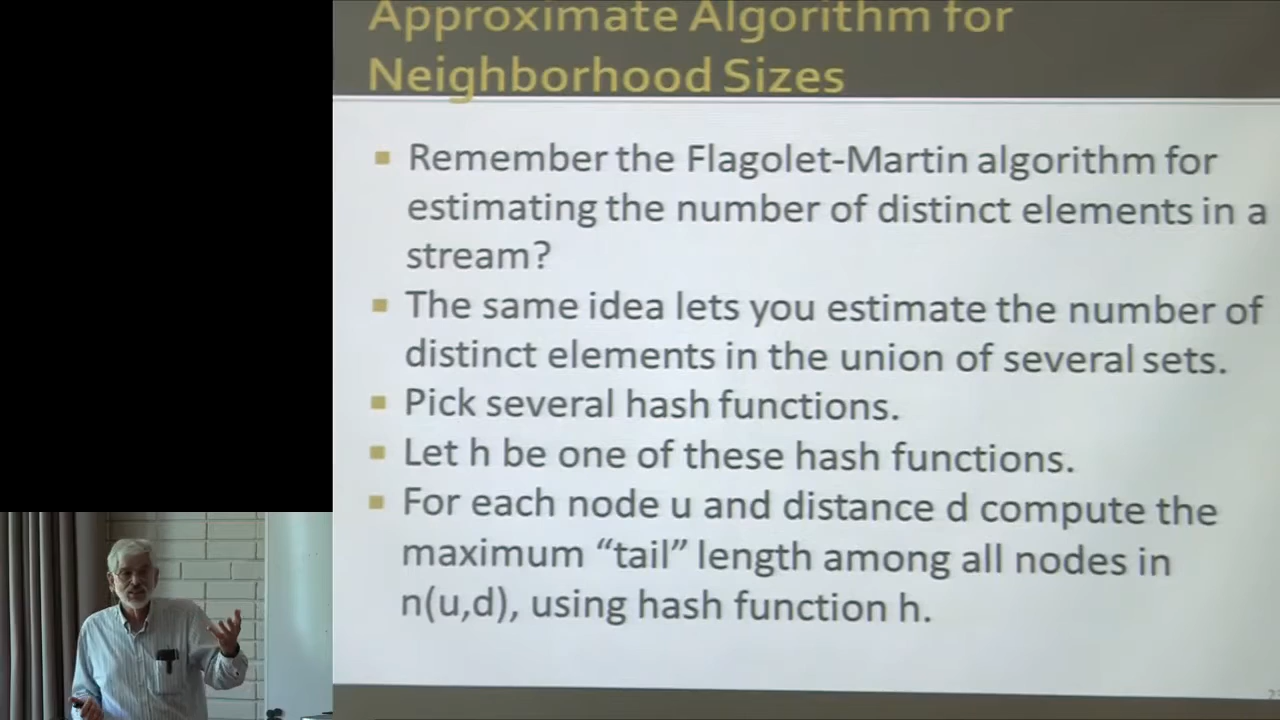 Approximate Algorithm for
Neighborhood Sizes
Remember the Flagolet-Martin algorithm for
estimating the number of distinct elements in a
stream?
The same idea lets you estimate the number of
distinct elements in the union of several sets.
Pick several hash functions.
Let h be one of these hash functions.
For each node u and distance d compute the
maximum “tail” length among all nodes in
n(u,d), using hash function h.